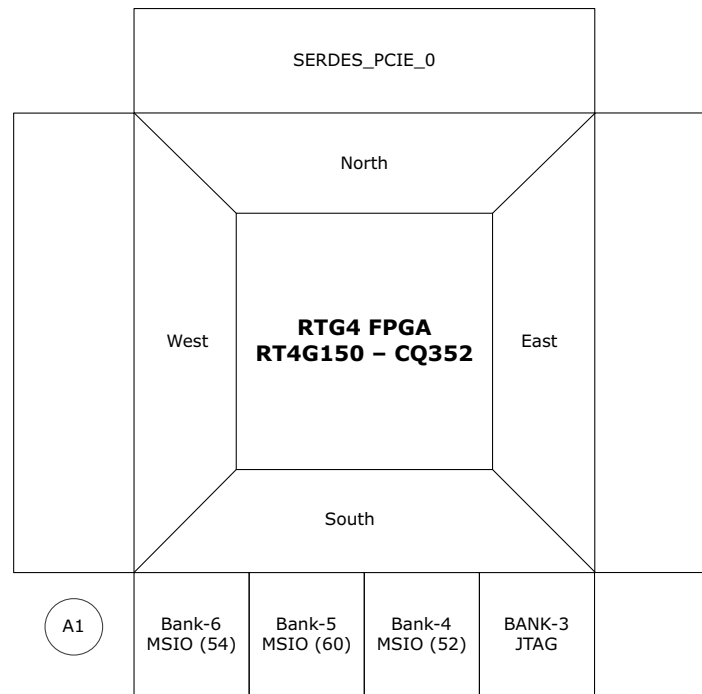 SERDES_PCIE_0
North
West
RTG4 FPGA
RT4G150 – CQ352
East
South
A1
Bank-6
MSIO (54)
Bank-5
MSIO (60)
Bank-4
MSIO (52)
BANK-3
JTAG